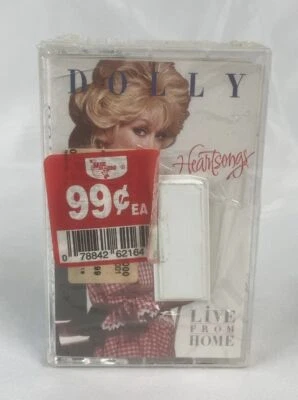 DOLLY
Heartsongs
99¢ EA
0 78842 62164
LIVE
FROM
HOME